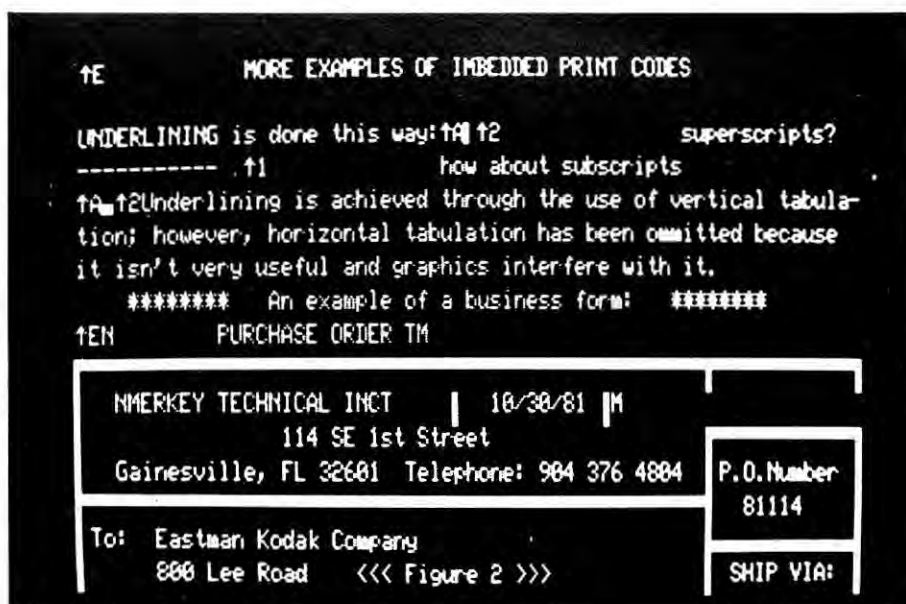 ↑E MORE EXAMPLES OF IMBEDDED PRINT CODES
UNDERLINING is done this way:↑A ↑2 superscripts?
----------- .↑1 how about subscripts
↑A ↑2Underlining is achieved through the use of vertical tabula-
tion; however, horizontal tabulation has been ommitted because
it isn't very useful and graphics interfere with it.
******** An example of a business form: ********
↑EN PURCHASE ORDER TM
NMERKEY TECHNICAL INCT 10/30/81 M
114 SE 1st Street
Gainesville, FL 32601 Telephone: 904 376 4804
P.O.Number
81114
To: Eastman Kodak Company
800 Lee Road <<< Figure 2 >>>
SHIP VIA: